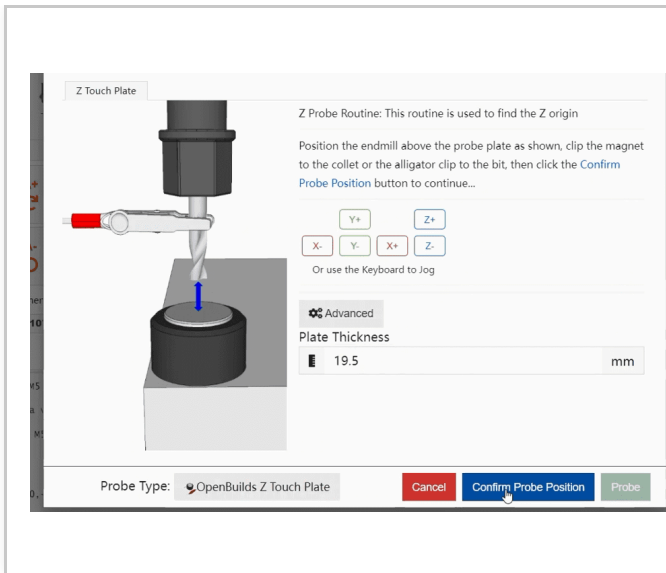 Z Touch Plate
Z Probe Routine: This routine is used to find the Z origin
Position the endmill above the probe plate as shown, clip the magnet
to the collet or the alligator clip to the bit, then click the Confirm
Probe Position button to continue...
Y+ Z+
X- Y- X+ Z-
Or use the Keyboard to Jog
Advanced
Plate Thickness
19.5 mm
Probe Type: OpenBuilds Z Touch Plate Cancel Confirm Probe Position Probe